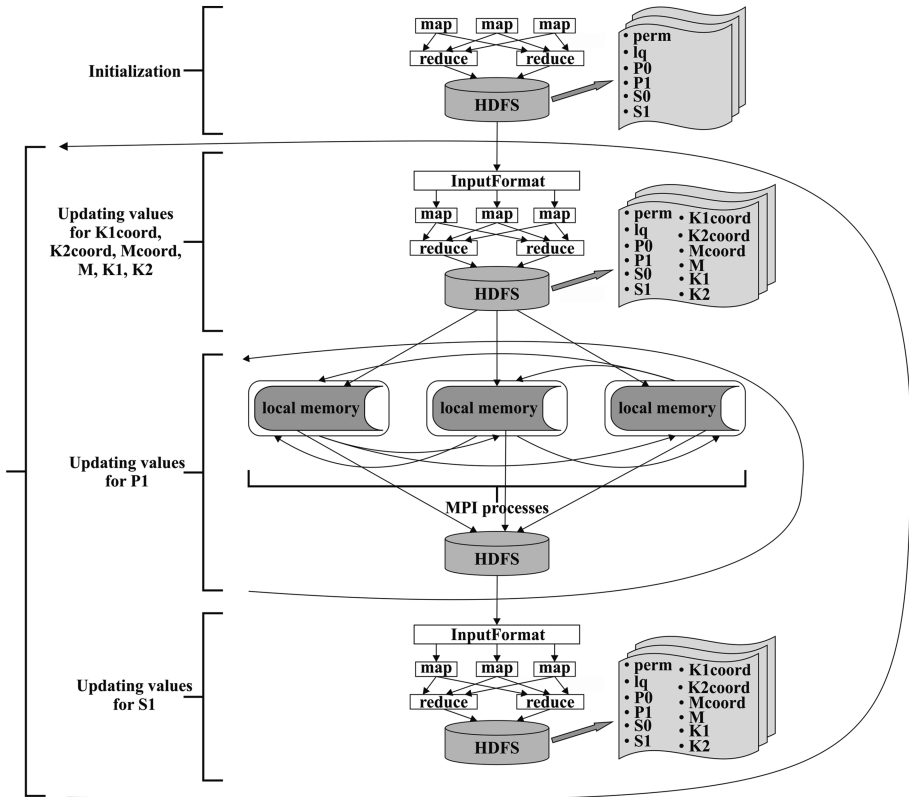 map map map
reduce reduce
HDFS
• perm
• lq
• P0
• P1
• S0
• S1
Initialization
InputFormat
map map map
reduce reduce
HDFS
• perm
• lq
• P0
• P1
• S0
• S1
• K1coord
• K2coord
• Mcoord
• M
• K1
• K2
Updating values
for K1coord,
K2coord, Mcoord,
M, K1, K2
local memory local memory local memory
Updating values
for P1
MPI processes
HDFS
InputFormat
map map map
reduce reduce
HDFS
• perm
• lq
• P0
• P1
• S0
• S1
• K1coord
• K2coord
• Mcoord
• M
• K1
• K2
Updating values
for S1